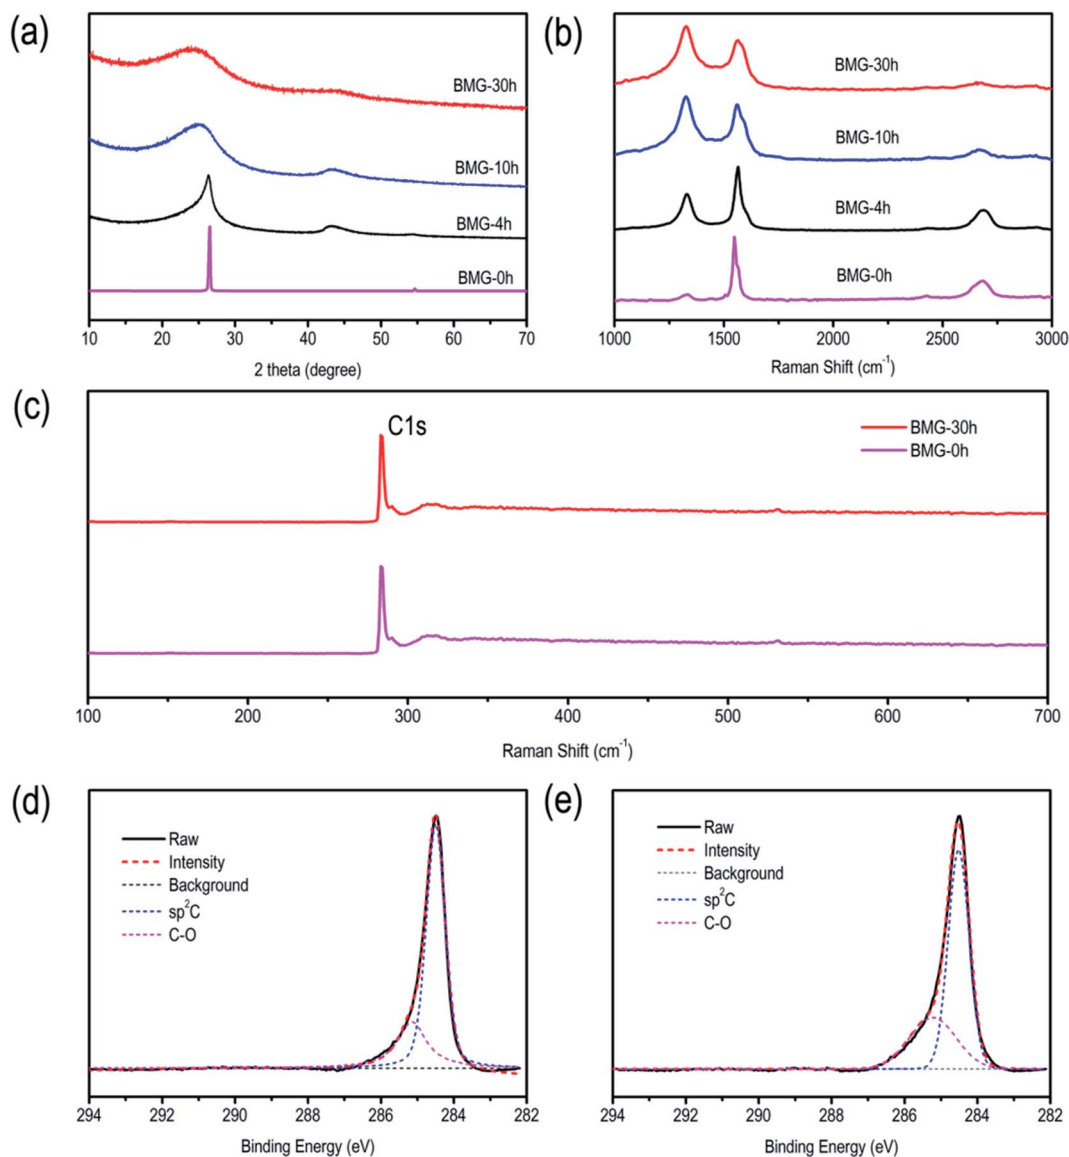 (a)
BMG-30h
BMG-10h
BMG-4h
BMG-0h
10 20 30 40 50 60 70
2 theta (degree)
(b)
BMG-30h
BMG-10h
BMG-4h
BMG-0h
1000 1500 2000 2500 3000
Raman Shift (cm⁻¹)
(c)
C1s
BMG-30h
BMG-0h
100 200 300 400 500 600 700
Raman Shift (cm⁻¹)
(d)
Raw
Intensity
Background
sp²C
C-O
294 292 290 288 286 284 282
Binding Energy (eV)
(e)
Raw
Intensity
Background
sp²C
C-O
294 292 290 288 286 284 282
Binding Energy (eV)